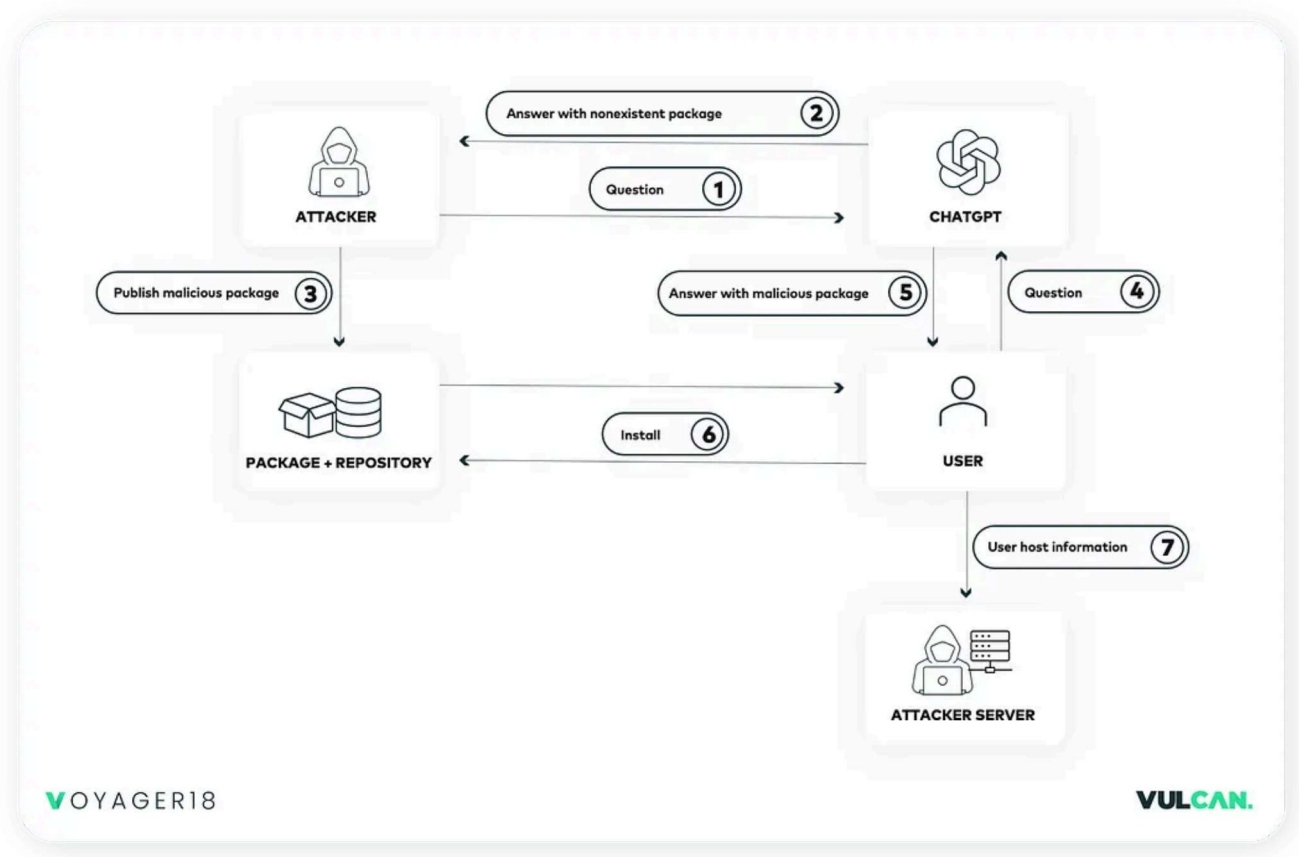 Answer with nonexistent package 2
Question 1
ATTACKER
CHATGPT
Publish malicious package 3
Answer with malicious package 5
Question 4
Install 6
PACKAGE + REPOSITORY
USER
User host information 7
ATTACKER SERVER
VOYAGER18
VULCAN.